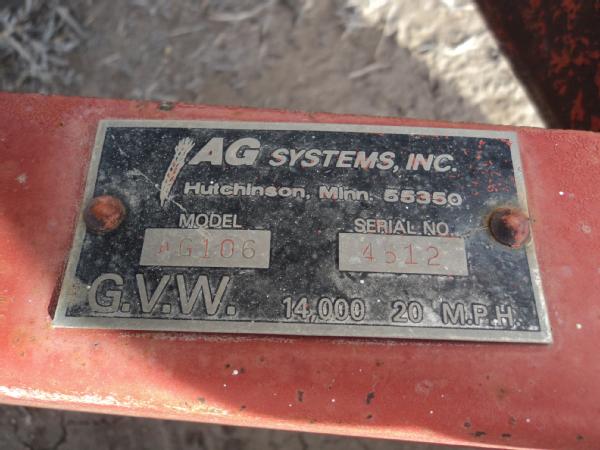 AG SYSTEMS, INC.
Hutchinson, Minn. 55350
MODEL SERIAL NO.
AG106 4512
G.V.W. 14,000 20 M.P.H.